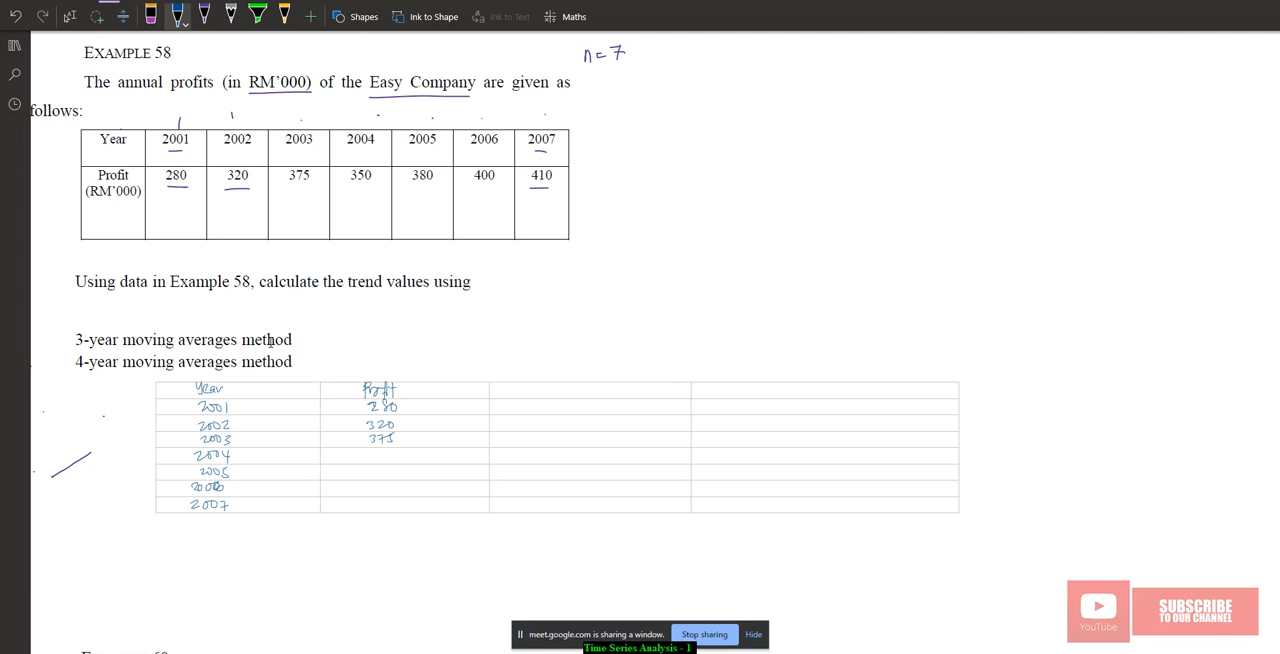 Shapes Ink to Shape Ink to Text Maths
EXAMPLE 58
n = 7
The annual profits (in RM'000) of the Easy Company are given as
follows:
Year 2001 2002 2003 2004 2005 2006 2007
Profit 280 320 375 350 380 400 410
(RM'000)
Using data in Example 58, calculate the trend values using
3-year moving averages method
4-year moving averages method
Year Profit
2001 280
2002 320
2003 375
2004
2005
2006
2007
YouTube
SUBSCRIBE
TO OUR CHANNEL
meet.google.com is sharing a window. Stop sharing Hide
Time Series Analysis - 1